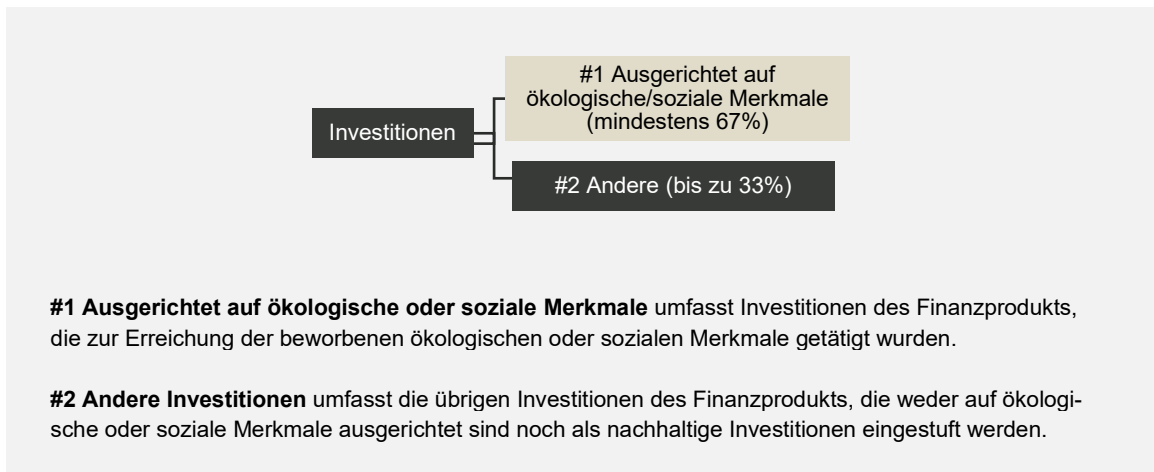 #1 Ausgerichtet auf
ökologische/soziale Merkmale
(mindestens 67%)
Investitionen
#2 Andere (bis zu 33%)
#1 Ausgerichtet auf ökologische oder soziale Merkmale umfasst Investitionen des Finanzprodukts,
die zur Erreichung der beworbenen ökologischen oder sozialen Merkmale getätigt wurden.
#2 Andere Investitionen umfasst die übrigen Investitionen des Finanzprodukts, die weder auf ökologi-
sche oder soziale Merkmale ausgerichtet sind noch als nachhaltige Investitionen eingestuft werden.